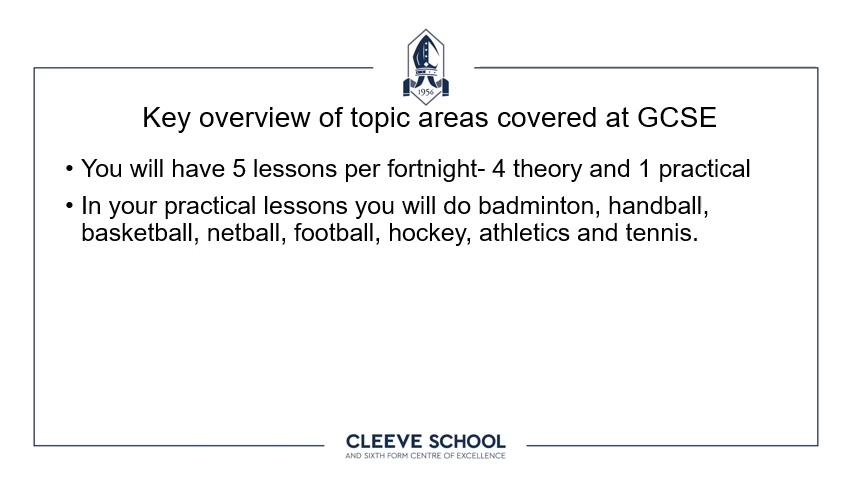 1956
Key overview of topic areas covered at GCSE
• You will have 5 lessons per fortnight- 4 theory and 1 practical
• In your practical lessons you will do badminton, handball,
basketball, netball, football, hockey, athletics and tennis.
CLEEVE SCHOOL
AND SIXTH FORM CENTRE OF EXCELLENCE